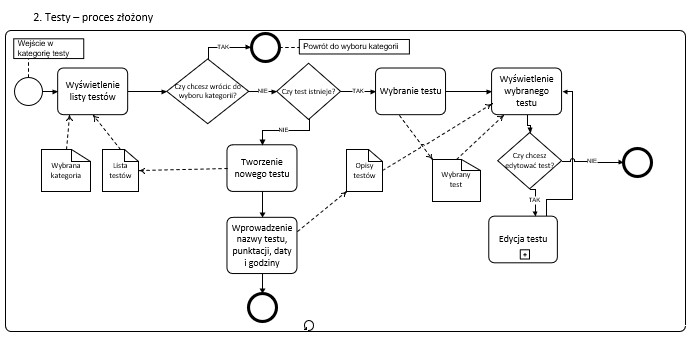 2. Testy – proces złożony
Wejście w
kategorię testy
TAK
Powrót do wyboru kategorii
Wyświetlenie
listy testów
Czy chcesz wrócic do
wyboru kategorii?
NIE
Czy test istnieje?
TAK
Wybranie testu
Wyświetlenie
wybranego
testu
NIE
Wybrana
kategoria
Lista
testów
Tworzenie
nowego testu
Opisy
testów
Wybrany
test
Czy chcesz
edytować test?
NIE
TAK
Wprowadzenie
nazwy testu,
punktacji, daty
i godziny
Edycja testu